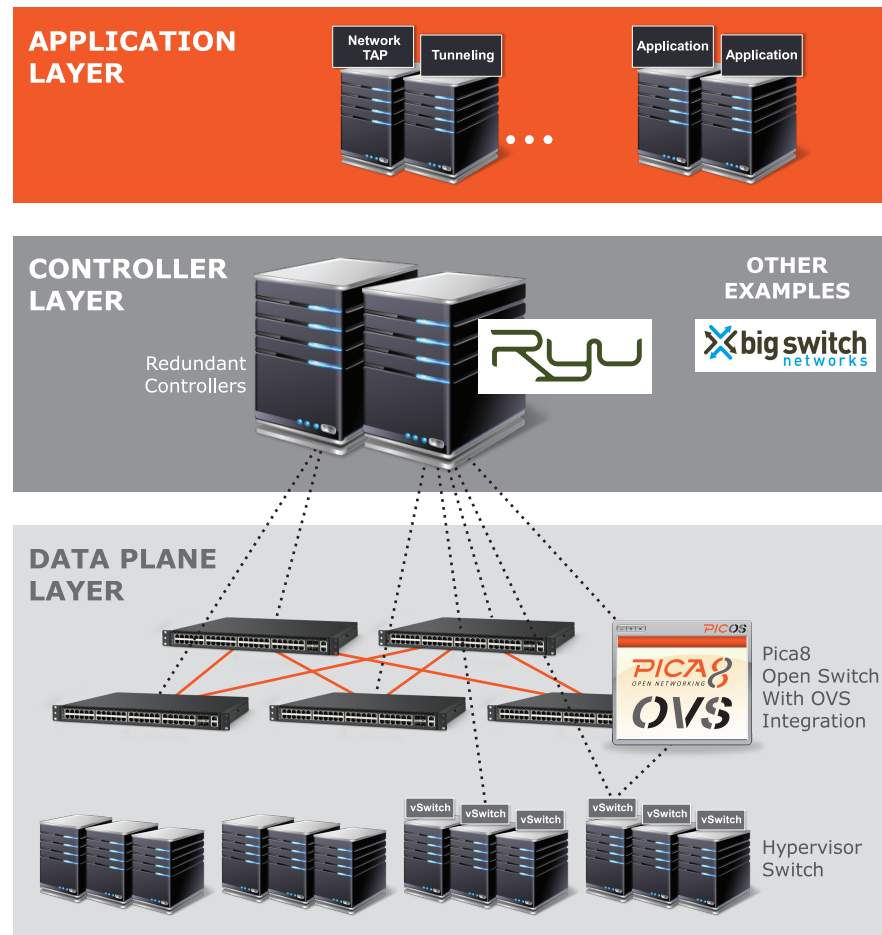 APPLICATION
LAYER
Network
TAP
Tunneling
Application
Application
CONTROLLER
LAYER
Redundant
Controllers
Ryu
OTHER
EXAMPLES
big switch
networks
DATA PLANE
LAYER
PICOS
PICA8
OPEN NETWORKING
OVS
Pica8
Open Switch
With OVS
Integration
vSwitch
vSwitch
vSwitch
vSwitch
vSwitch
vSwitch
Hypervisor
Switch